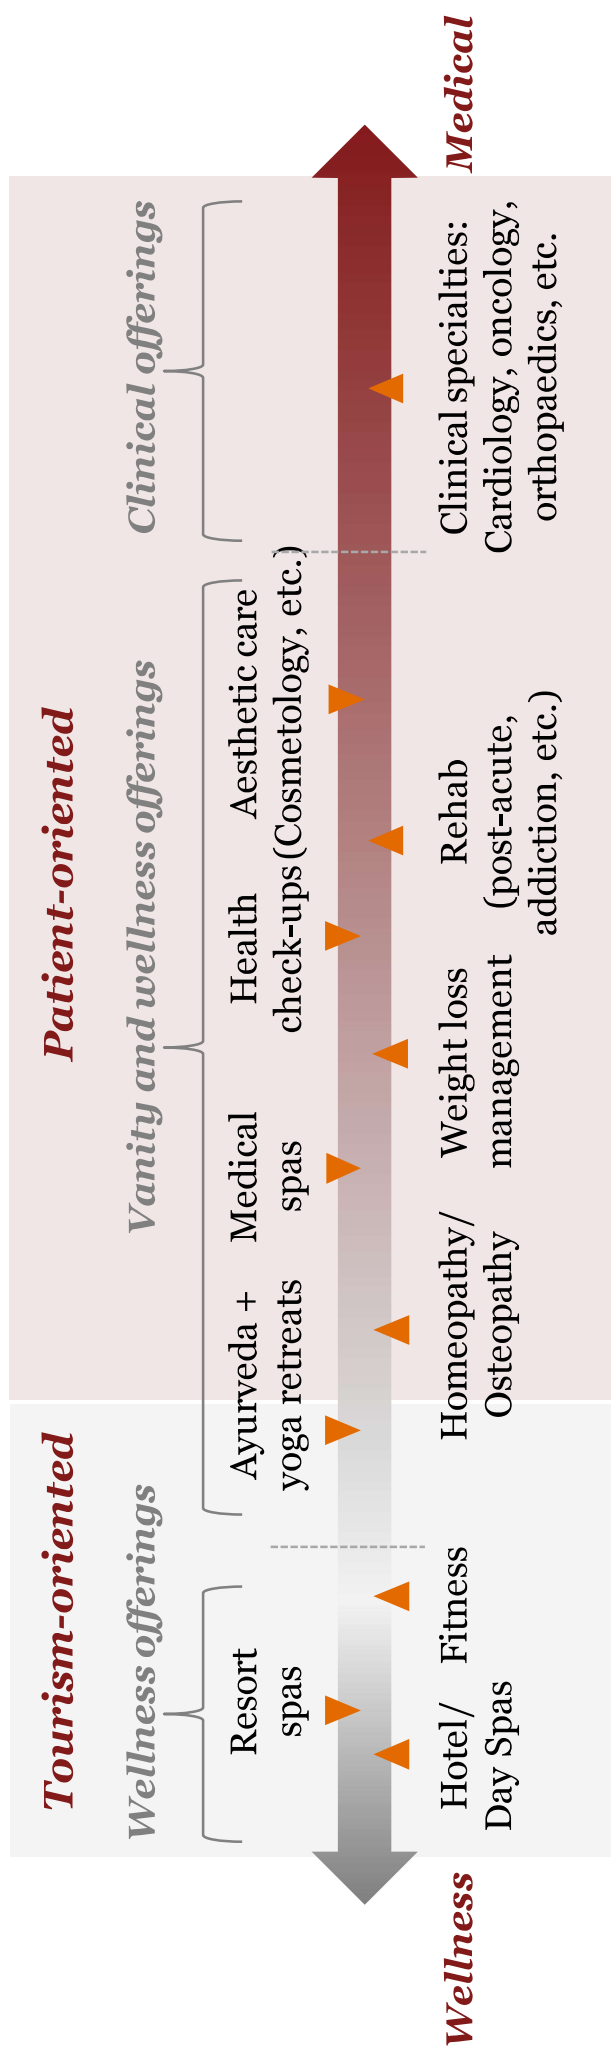 Tourism-oriented
Patient-oriented
Wellness offerings
Vanity and wellness offerings
Clinical offerings
Resort
spas
Ayurveda +
yoga retreats
Medical
spas
Health
check-ups
Aesthetic care
(Cosmetology, etc.)
Wellness
Medical
Hotel/
Day Spas
Fitness
Homeopathy/
Osteopathy
Weight loss
management
Rehab
(post-acute,
addiction, etc.)
Clinical specialties:
Cardiology, oncology,
orthopaedics, etc.